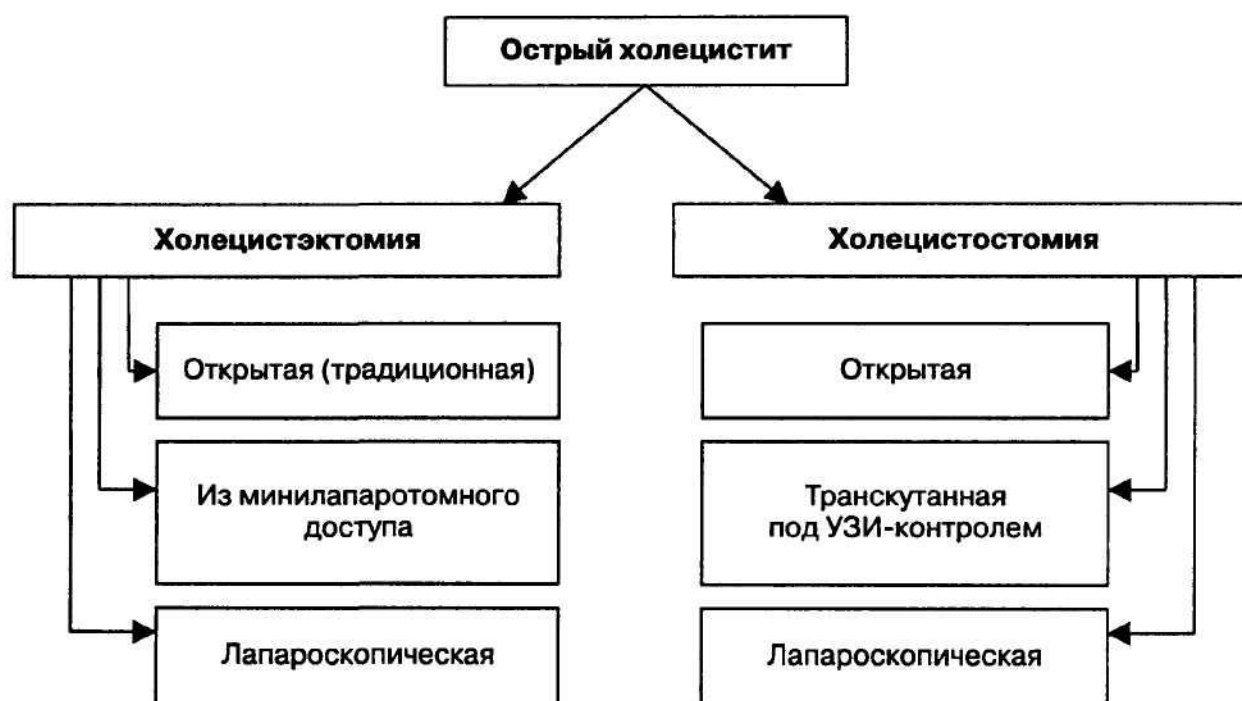 Острый холецистит
Холецистэктомия
Холецистостомия
Открытая (традиционная)
Открытая
Из минилапаротомного
доступа
Транскутанная
под УЗИ-контролем
Лапароскопическая
Лапароскопическая